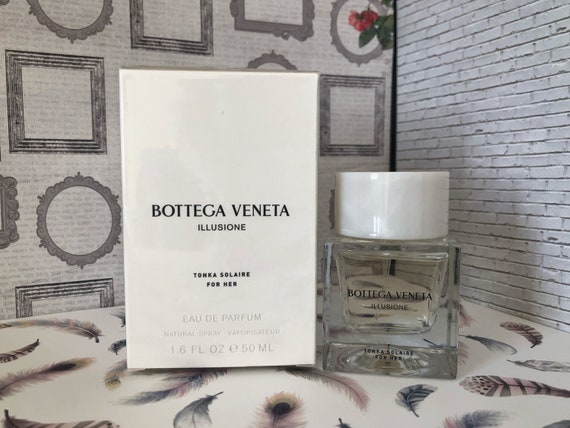 BOTTEGA VENETA
ILLUSIONE
TONKA SOLAIRE
FOR HER
EAU DE PARFUM
NATURAL SPRAY · VAPORISATEUR
1.6 FL OZ ℮ 50 ML
BOTTEGA VENETA
ILLUSIONE
TONKA SOLAIRE
FOR HER